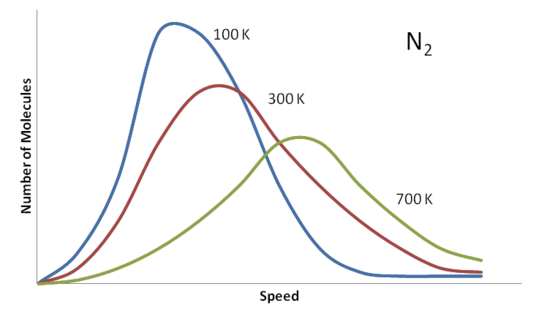 100 K
N₂
300 K
700 K
Number of Molecules
Speed